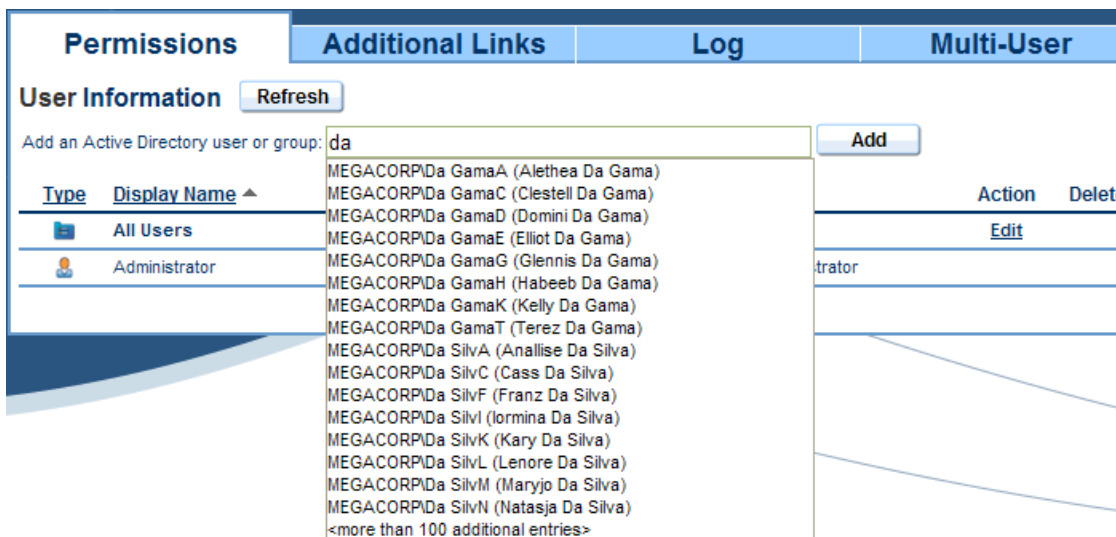 Permissions Additional Links Log Multi-User
User Information Refresh
Add an Active Directory user or group: da Add
MEGACORP\Da GamaA (Alethea Da Gama)
MEGACORP\Da GamaC (Clestell Da Gama)
Type Display Name Action Delet
MEGACORP\Da GamaD (Domini Da Gama)
All Users Edit
MEGACORP\Da GamaE (Elliot Da Gama)
MEGACORP\Da GamaG (Glennis Da Gama)
Administrator trator
MEGACORP\Da GamaH (Habeeb Da Gama)
MEGACORP\Da GamaK (Kelly Da Gama)
MEGACORP\Da GamaT (Terez Da Gama)
MEGACORP\Da SilvA (Anallise Da Silva)
MEGACORP\Da SilvC (Cass Da Silva)
MEGACORP\Da SilvF (Franz Da Silva)
MEGACORP\Da SilvI (Iormina Da Silva)
MEGACORP\Da SilvK (Kary Da Silva)
MEGACORP\Da SilvL (Lenore Da Silva)
MEGACORP\Da SilvM (Maryjo Da Silva)
MEGACORP\Da SilvN (Natasja Da Silva)
<more than 100 additional entries>